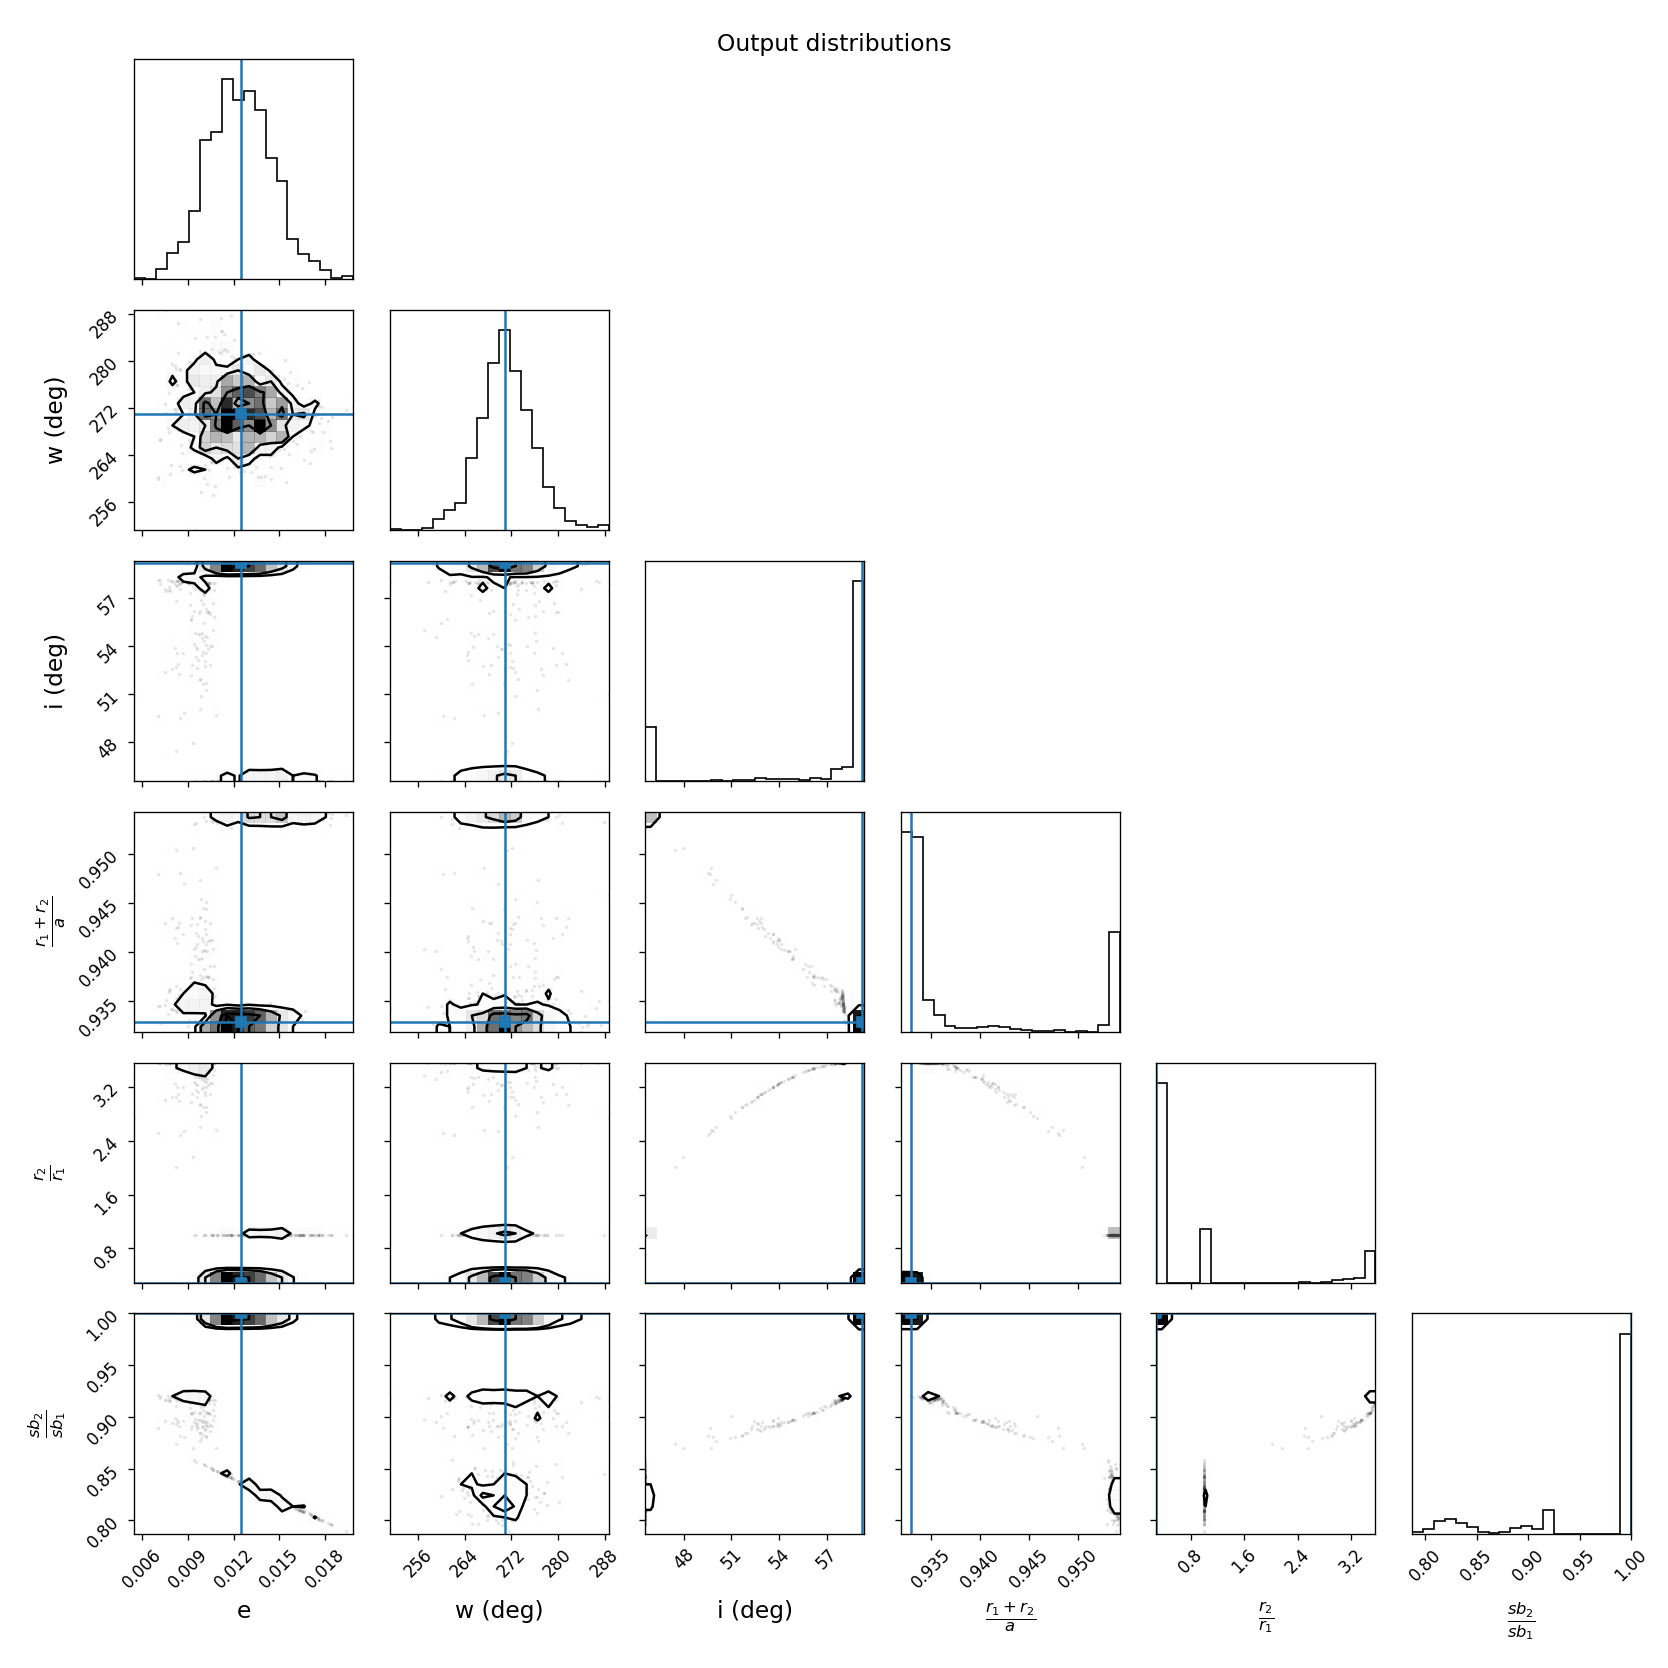 Output distributions
288
280
272
264
256
w (deg)
57
54
51
48
i (deg)
0.950
0.945
0.940
0.935
r₁ + r₂
a
3.2
2.4
1.6
0.8
r₂
r₁
1.00
0.95
0.90
0.85
0.80
sb₂
sb₁
0.006 0.009 0.012 0.015 0.018
256 264 272 280 288
48 51 54 57
0.935 0.940 0.945 0.950
0.8 1.6 2.4 3.2
0.80 0.85 0.90 0.95 1.00
e
w (deg)
i (deg)
r₁ + r₂
a
r₂
r₁
sb₂
sb₁